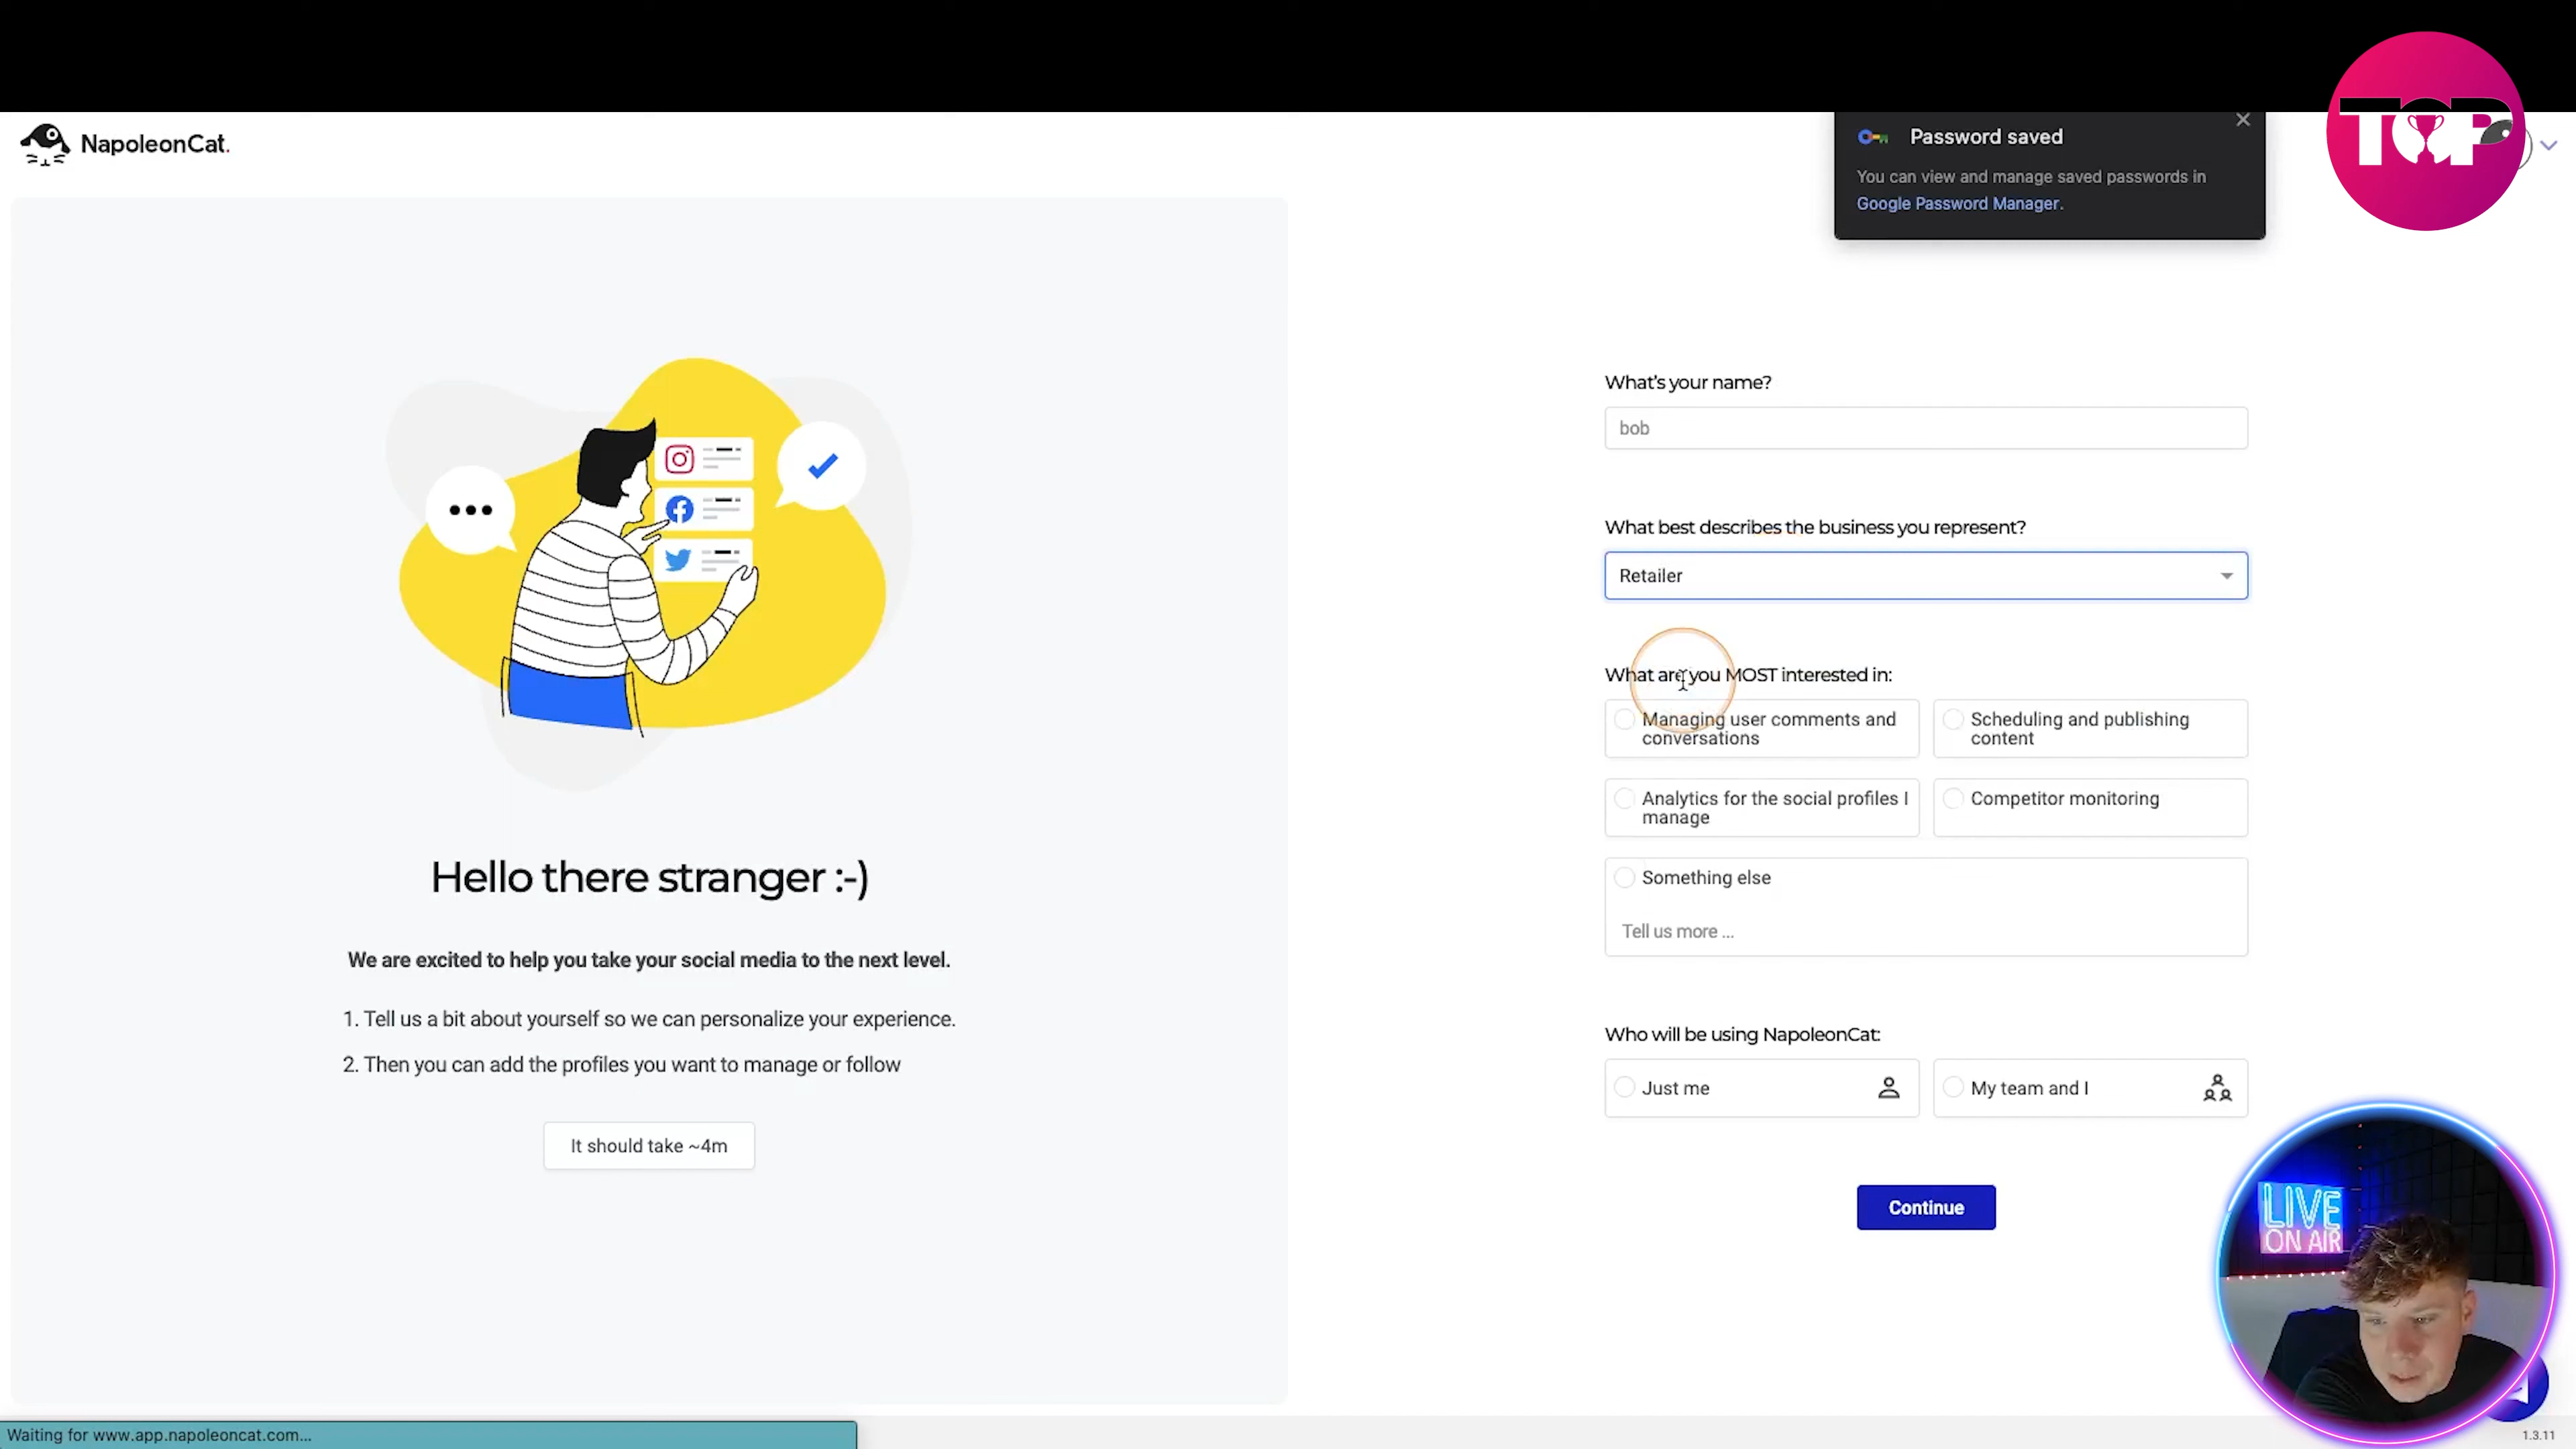 TOP
NapoleonCat.
Password saved
You can view and manage saved passwords in
Google Password Manager.
What's your name?
bob
What best describes the business you represent?
Retailer
What are you MOST interested in:
Managing user comments and
conversations
Scheduling and publishing
content
Analytics for the social profiles I
manage
Competitor monitoring
Something else
Tell us more ...
Who will be using NapoleonCat:
Just me
My team and I
Continue
Hello there stranger :-)
We are excited to help you take your social media to the next level.
1. Tell us a bit about yourself so we can personalize your experience.
2. Then you can add the profiles you want to manage or follow
It should take ~4m
LIVE
ON AIR
Waiting for www.app.napoleoncat.com...
1.3.11